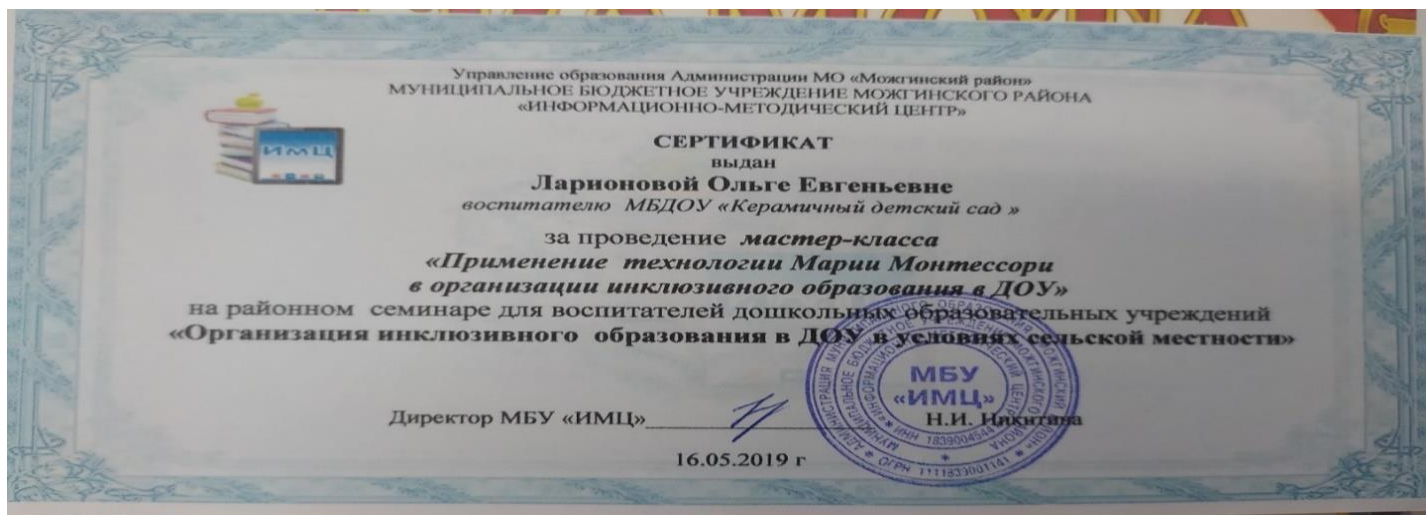 Управление образования Администрации МО «Можгинский район»
МУНИЦИПАЛЬНОЕ БЮДЖЕТНОЕ УЧРЕЖДЕНИЕ МОЖГИНСКОГО РАЙОНА
«ИНФОРМАЦИОННО-МЕТОДИЧЕСКИЙ ЦЕНТР»
ИМЦ
СЕРТИФИКАТ
выдан
Ларионовой Ольге Евгеньевне
воспитателю МБДОУ «Керамичный детский сад »
за проведение мастер-класса
«Применение технологии Марии Монтессори
в организации инклюзивного образования в ДОУ»
на районном семинаре для воспитателей дошкольных образовательных учреждений
«Организация инклюзивного образования в ДОУ в условиях сельской местности»
МБУ
«ИМЦ»
Директор МБУ «ИМЦ» Н.И. Никитина
16.05.2019 г